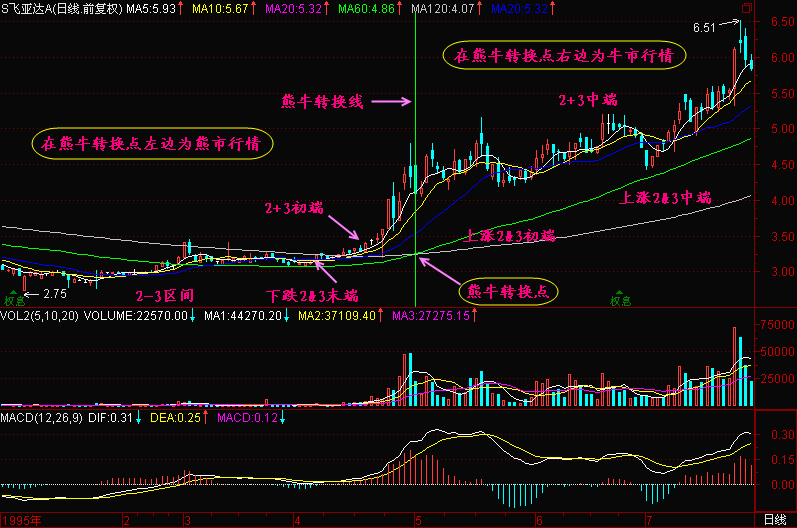 S飞亚达A(日线.前复权) MA5:5.93↑ MA10:5.67↑ MA20:5.32↑ MA60:4.86↑ MA120:4.07↑ MA20:5.32↑
6.51
6.50
在熊牛转换点右边为牛市行情
6.00
熊牛转换线
2+3中端
5.50
5.00
在熊牛转换点左边为熊市行情
4.50
上涨2&3中端
4.00
2+3初端
上涨2&3初端
3.50
3.00
2.75
2-3区间
下跌2&3末端
熊牛转换点
权息
权息
VOL2(5,10,20) VOLUME:22570.00↓ MA1:44270.20↓ MA2:37109.40↑ MA3:27275.15↑
75000
50000
25000
MACD(12,26,9) DIF:0.31↓ DEA:0.25↑ MACD:0.12↓
0.30
0.15
0.00
1995年 2 3 4 5 6 7 日线